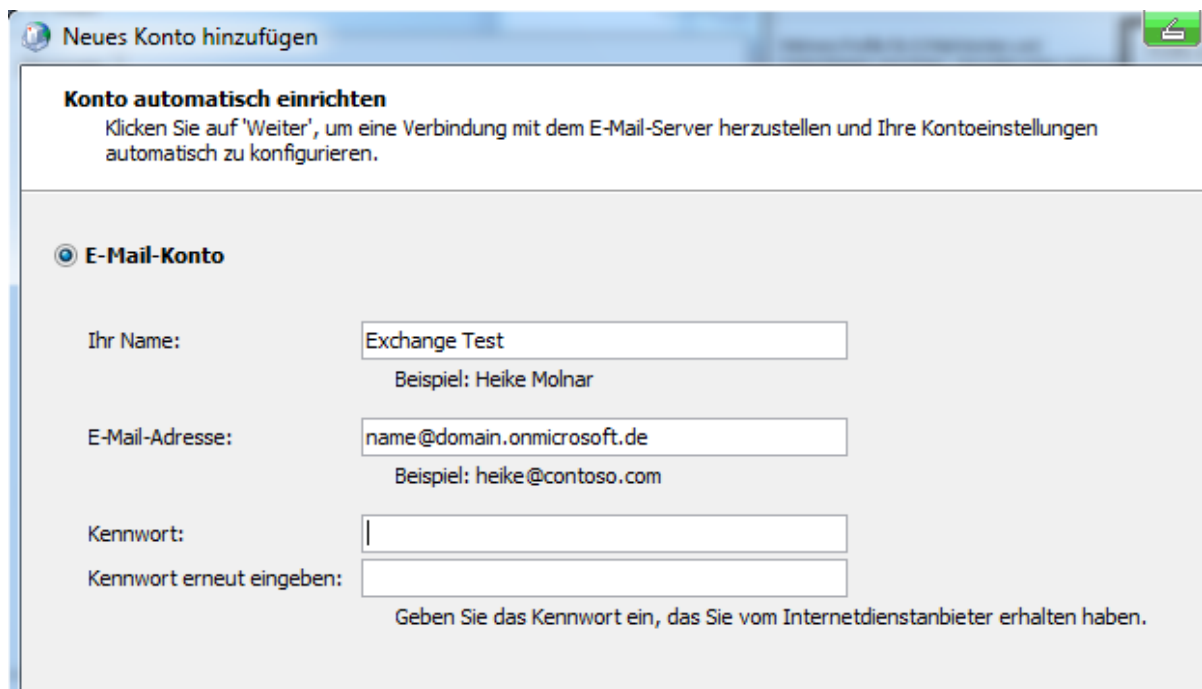 Neues Konto hinzufügen
Konto automatisch einrichten
Klicken Sie auf 'Weiter', um eine Verbindung mit dem E-Mail-Server herzustellen und Ihre Kontoeinstellungen
automatisch zu konfigurieren.
E-Mail-Konto
Ihr Name: Exchange Test
Beispiel: Heike Molnar
E-Mail-Adresse: name@domain.onmicrosoft.de
Beispiel: heike@contoso.com
Kennwort:
Kennwort erneut eingeben:
Geben Sie das Kennwort ein, das Sie vom Internetdienstanbieter erhalten haben.